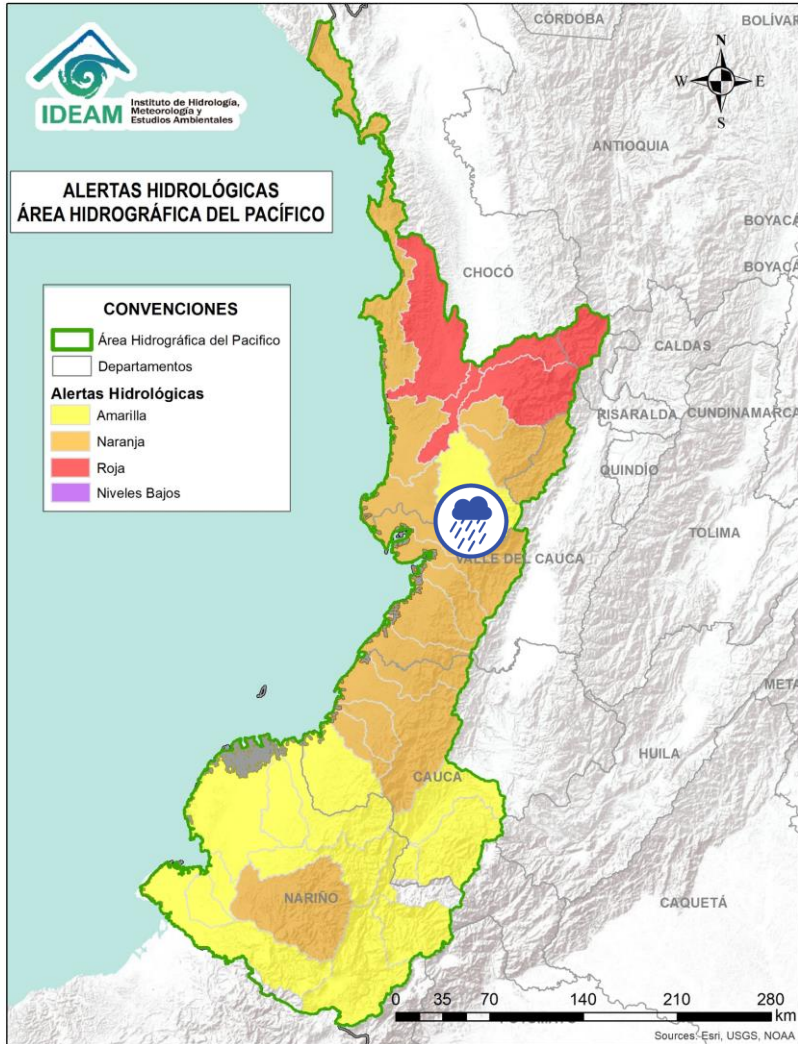 IDEAM
Instituto de Hidrología,
Meteorología y
Estudios Ambientales
ALERTAS HIDROLÓGICAS
ÁREA HIDROGRÁFICA DEL PACÍFICO
CONVENCIONES
Área Hidrográfica del Pacifico
Departamentos
Alertas Hidrológicas
Amarilla
Naranja
Roja
Niveles Bajos
N
W
E
S
CÓRDOBA
BOLÍVAR
ANTIOQUIA
BOYACÁ
BOYACÁ
CHOCÓ
CALDAS
RISARALDA
CUNDINAMARCA
QUINDÍO
TOLIMA
VALLE DEL CAUCA
META
HUILA
CAUCA
NARIÑO
CAQUETÁ
0 35 70 140 210 280
km
Sources: Esri, USGS, NOAA